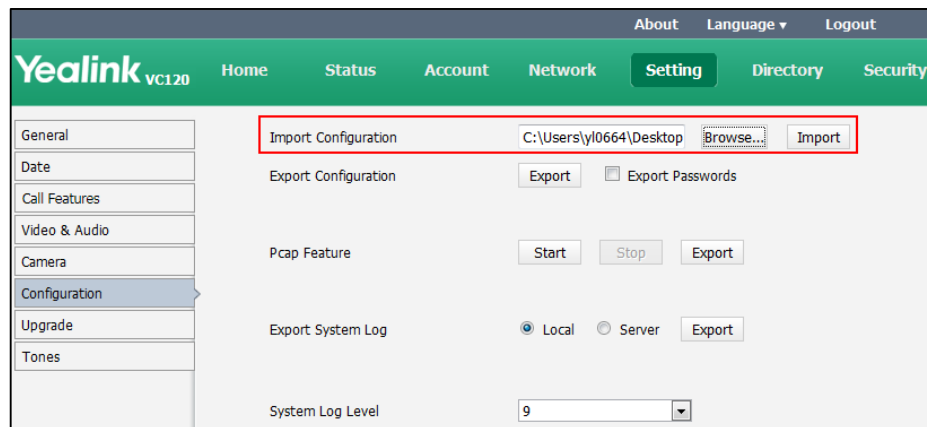 About Language ▾ Logout
Yealink VC120 Home Status Account Network Setting Directory Security
General
Date
Call Features
Video & Audio
Camera
Configuration
Upgrade
Tones
Import Configuration C:\Users\yl0664\Desktop Browse... Import
Export Configuration Export Export Passwords
Pcap Feature Start Stop Export
Export System Log Local Server Export
System Log Level 9